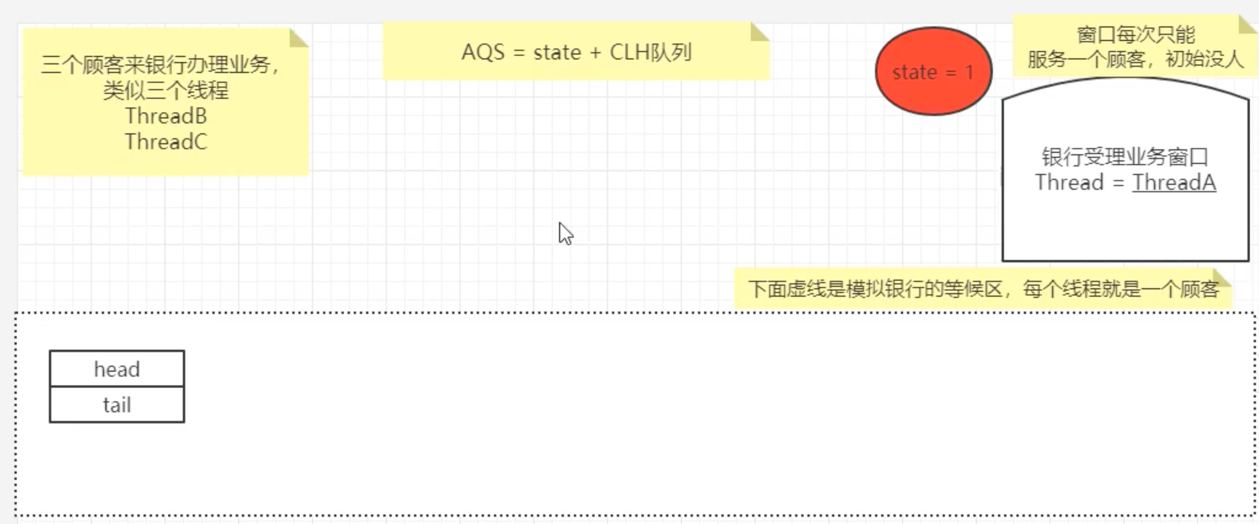 三个顾客来银行办理业务，
类似三个线程
ThreadB
ThreadC
AQS = state + CLH队列
state = 1
窗口每次只能
服务一个顾客，初始没人
银行受理业务窗口
Thread = ThreadA
下面虚线是模拟银行的等候区，每个线程就是一个顾客
head
tail